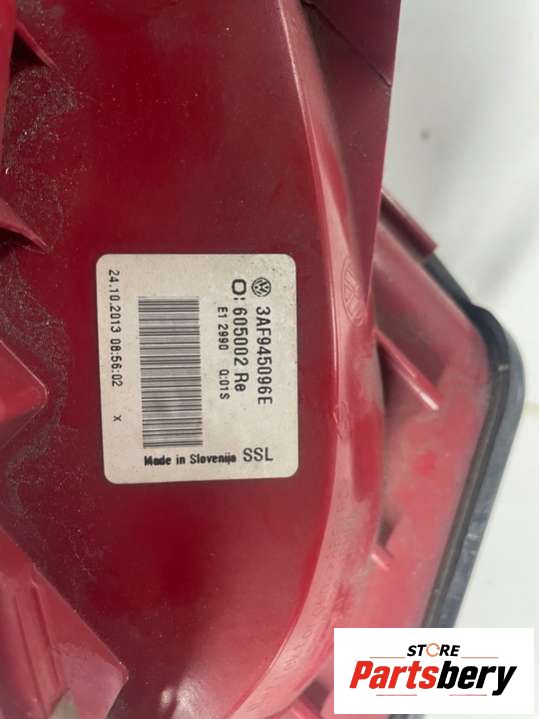 3AF945096E
O: 605002 Re
E1 2990 Q:01S
24.10.2013 08:56:02 x
Made in Slovenija SSL
STORE
Partsbery